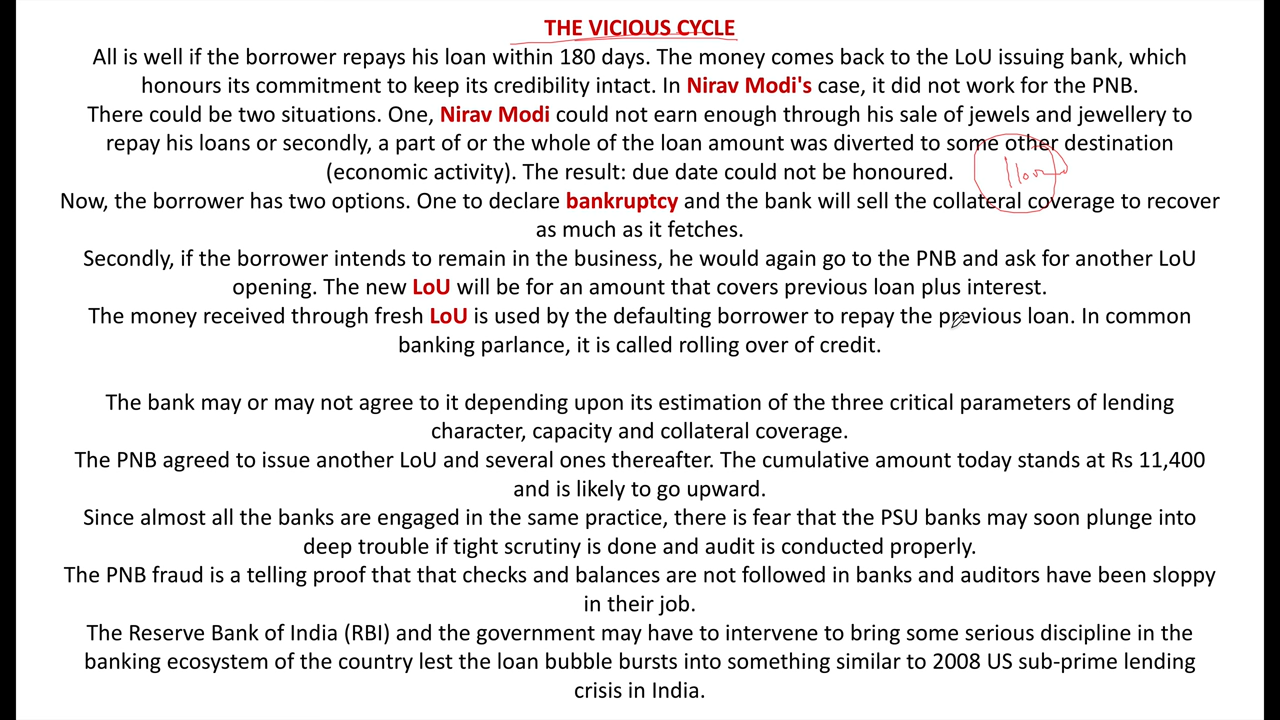 THE VICIOUS CYCLE
All is well if the borrower repays his loan within 180 days. The money comes back to the LoU issuing bank, which
honours its commitment to keep its credibility intact. In Nirav Modi's case, it did not work for the PNB.
There could be two situations. One, Nirav Modi could not earn enough through his sale of jewels and jewellery to
repay his loans or secondly, a part of or the whole of the loan amount was diverted to some other destination
(economic activity). The result: due date could not be honoured.
Now, the borrower has two options. One to declare bankruptcy and the bank will sell the collateral coverage to recover
as much as it fetches.
Secondly, if the borrower intends to remain in the business, he would again go to the PNB and ask for another LoU
opening. The new LoU will be for an amount that covers previous loan plus interest.
The money received through fresh LoU is used by the defaulting borrower to repay the previous loan. In common
banking parlance, it is called rolling over of credit.
The bank may or may not agree to it depending upon its estimation of the three critical parameters of lending
character, capacity and collateral coverage.
The PNB agreed to issue another LoU and several ones thereafter. The cumulative amount today stands at Rs 11,400
and is likely to go upward.
Since almost all the banks are engaged in the same practice, there is fear that the PSU banks may soon plunge into
deep trouble if tight scrutiny is done and audit is conducted properly.
The PNB fraud is a telling proof that that checks and balances are not followed in banks and auditors have been sloppy
in their job.
The Reserve Bank of India (RBI) and the government may have to intervene to bring some serious discipline in the
banking ecosystem of the country lest the loan bubble bursts into something similar to 2008 US sub-prime lending
crisis in India.